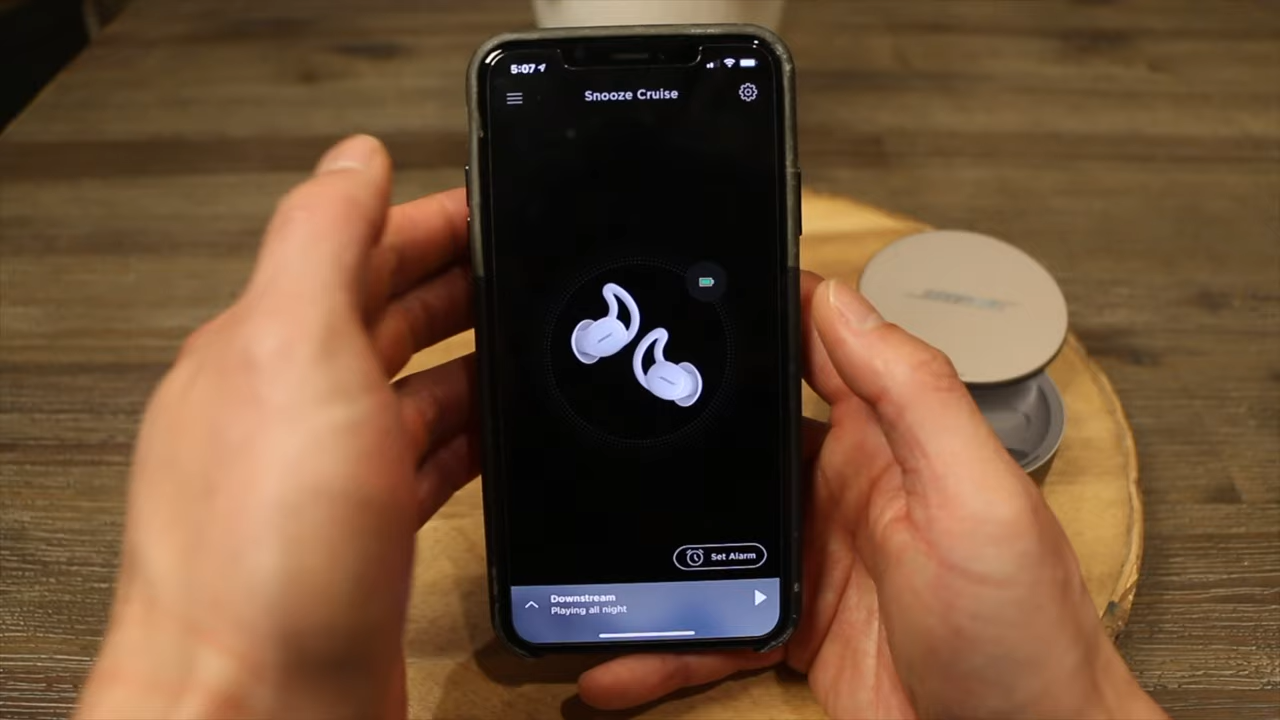 5:07
Snooze Cruise
Set Alarm
Downstream
Playing all night